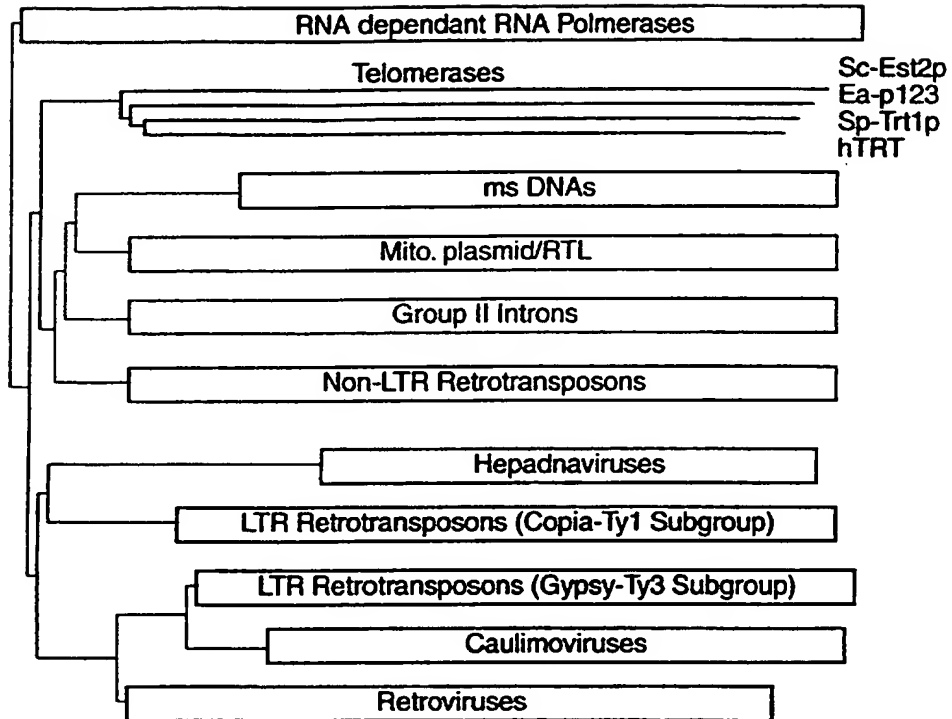 RNA dependant RNA Polmerases
Telomerases
Sc-Est2p
Ea-p123
Sp-Trt1p
hTRT
ms DNAs
Mito. plasmid/RTL
Group II Introns
Non-LTR Retrotransposons
Hepadnaviruses
LTR Retrotransposons (Copia-Ty1 Subgroup)
LTR Retrotransposons (Gypsy-Ty3 Subgroup)
Caulimoviruses
Retroviruses